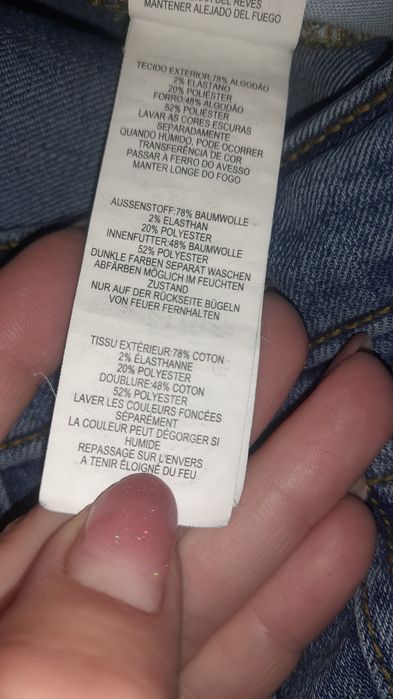 DEL REVES
MANTENER ALEJADO DEL FUEGO
TECIDO EXTERIOR:78% ALGODÃO
2% ELASTANO
20% POLIÉSTER
FORRO:48% ALGODÃO
52% POLIÉSTER
LAVAR AS CORES ESCURAS
SEPARADAMENTE
QUANDO HÚMIDO, PODE OCORRER
TRANSFERÊNCIA DE COR
PASSAR A FERRO DO AVESSO
MANTER LONGE DO FOGO
AUSSENSTOFF:78% BAUMWOLLE
2% ELASTHAN
20% POLYESTER
INNENFUTTER:48% BAUMWOLLE
52% POLYESTER
DUNKLE FARBEN SEPARAT WASCHEN
ABFÄRBEN MÖGLICH IM FEUCHTEN
ZUSTAND
NUR AUF DER RÜCKSEITE BÜGELN
VON FEUER FERNHALTEN
TISSU EXTÉRIEUR:78% COTON
2% ÉLASTHANNE
20% POLYESTER
DOUBLURE:48% COTON
52% POLYESTER
LAVER LES COULEURS FONCÉES
SÉPARÉMENT
LA COULEUR PEUT DÉGORGER SI
HUMIDE
REPASSAGE SUR L'ENVERS
A TENIR ÉLOIGNÉ DU FEU